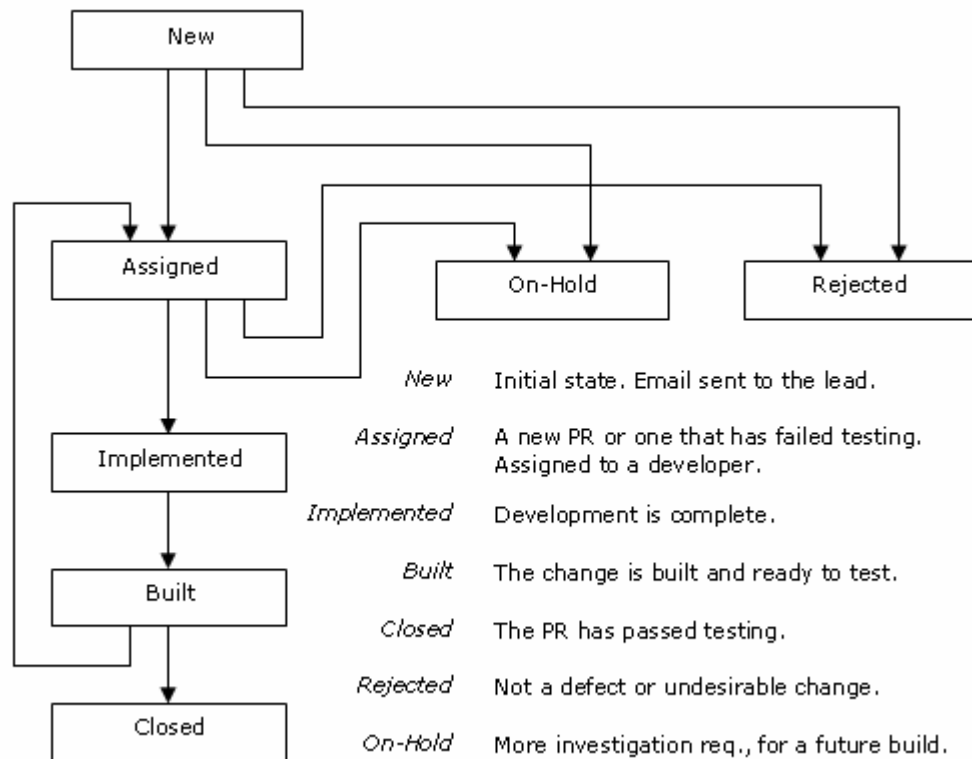 New
Assigned
On-Hold
Rejected
New Initial state. Email sent to the lead.
Assigned A new PR or one that has failed testing.
Assigned to a developer.
Implemented
Implemented Development is complete.
Built The change is built and ready to test.
Built
Closed The PR has passed testing.
Rejected Not a defect or undesirable change.
Closed
On-Hold More investigation req., for a future build.